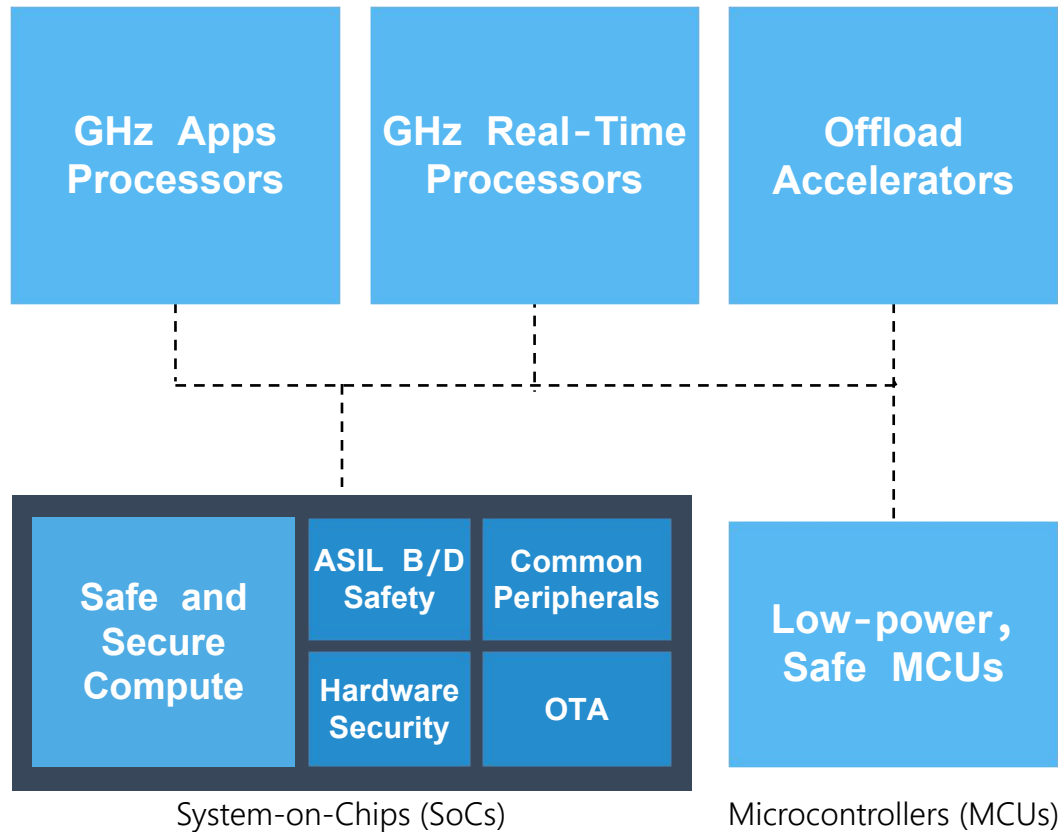 GHz Apps
Processors
GHz Real-Time
Processors
Offload
Accelerators
Safe and
Secure
Compute
ASIL B/D
Safety
Common
Peripherals
Hardware
Security
OTA
Low-power,
Safe MCUs
System-on-Chips (SoCs)
Microcontrollers (MCUs)